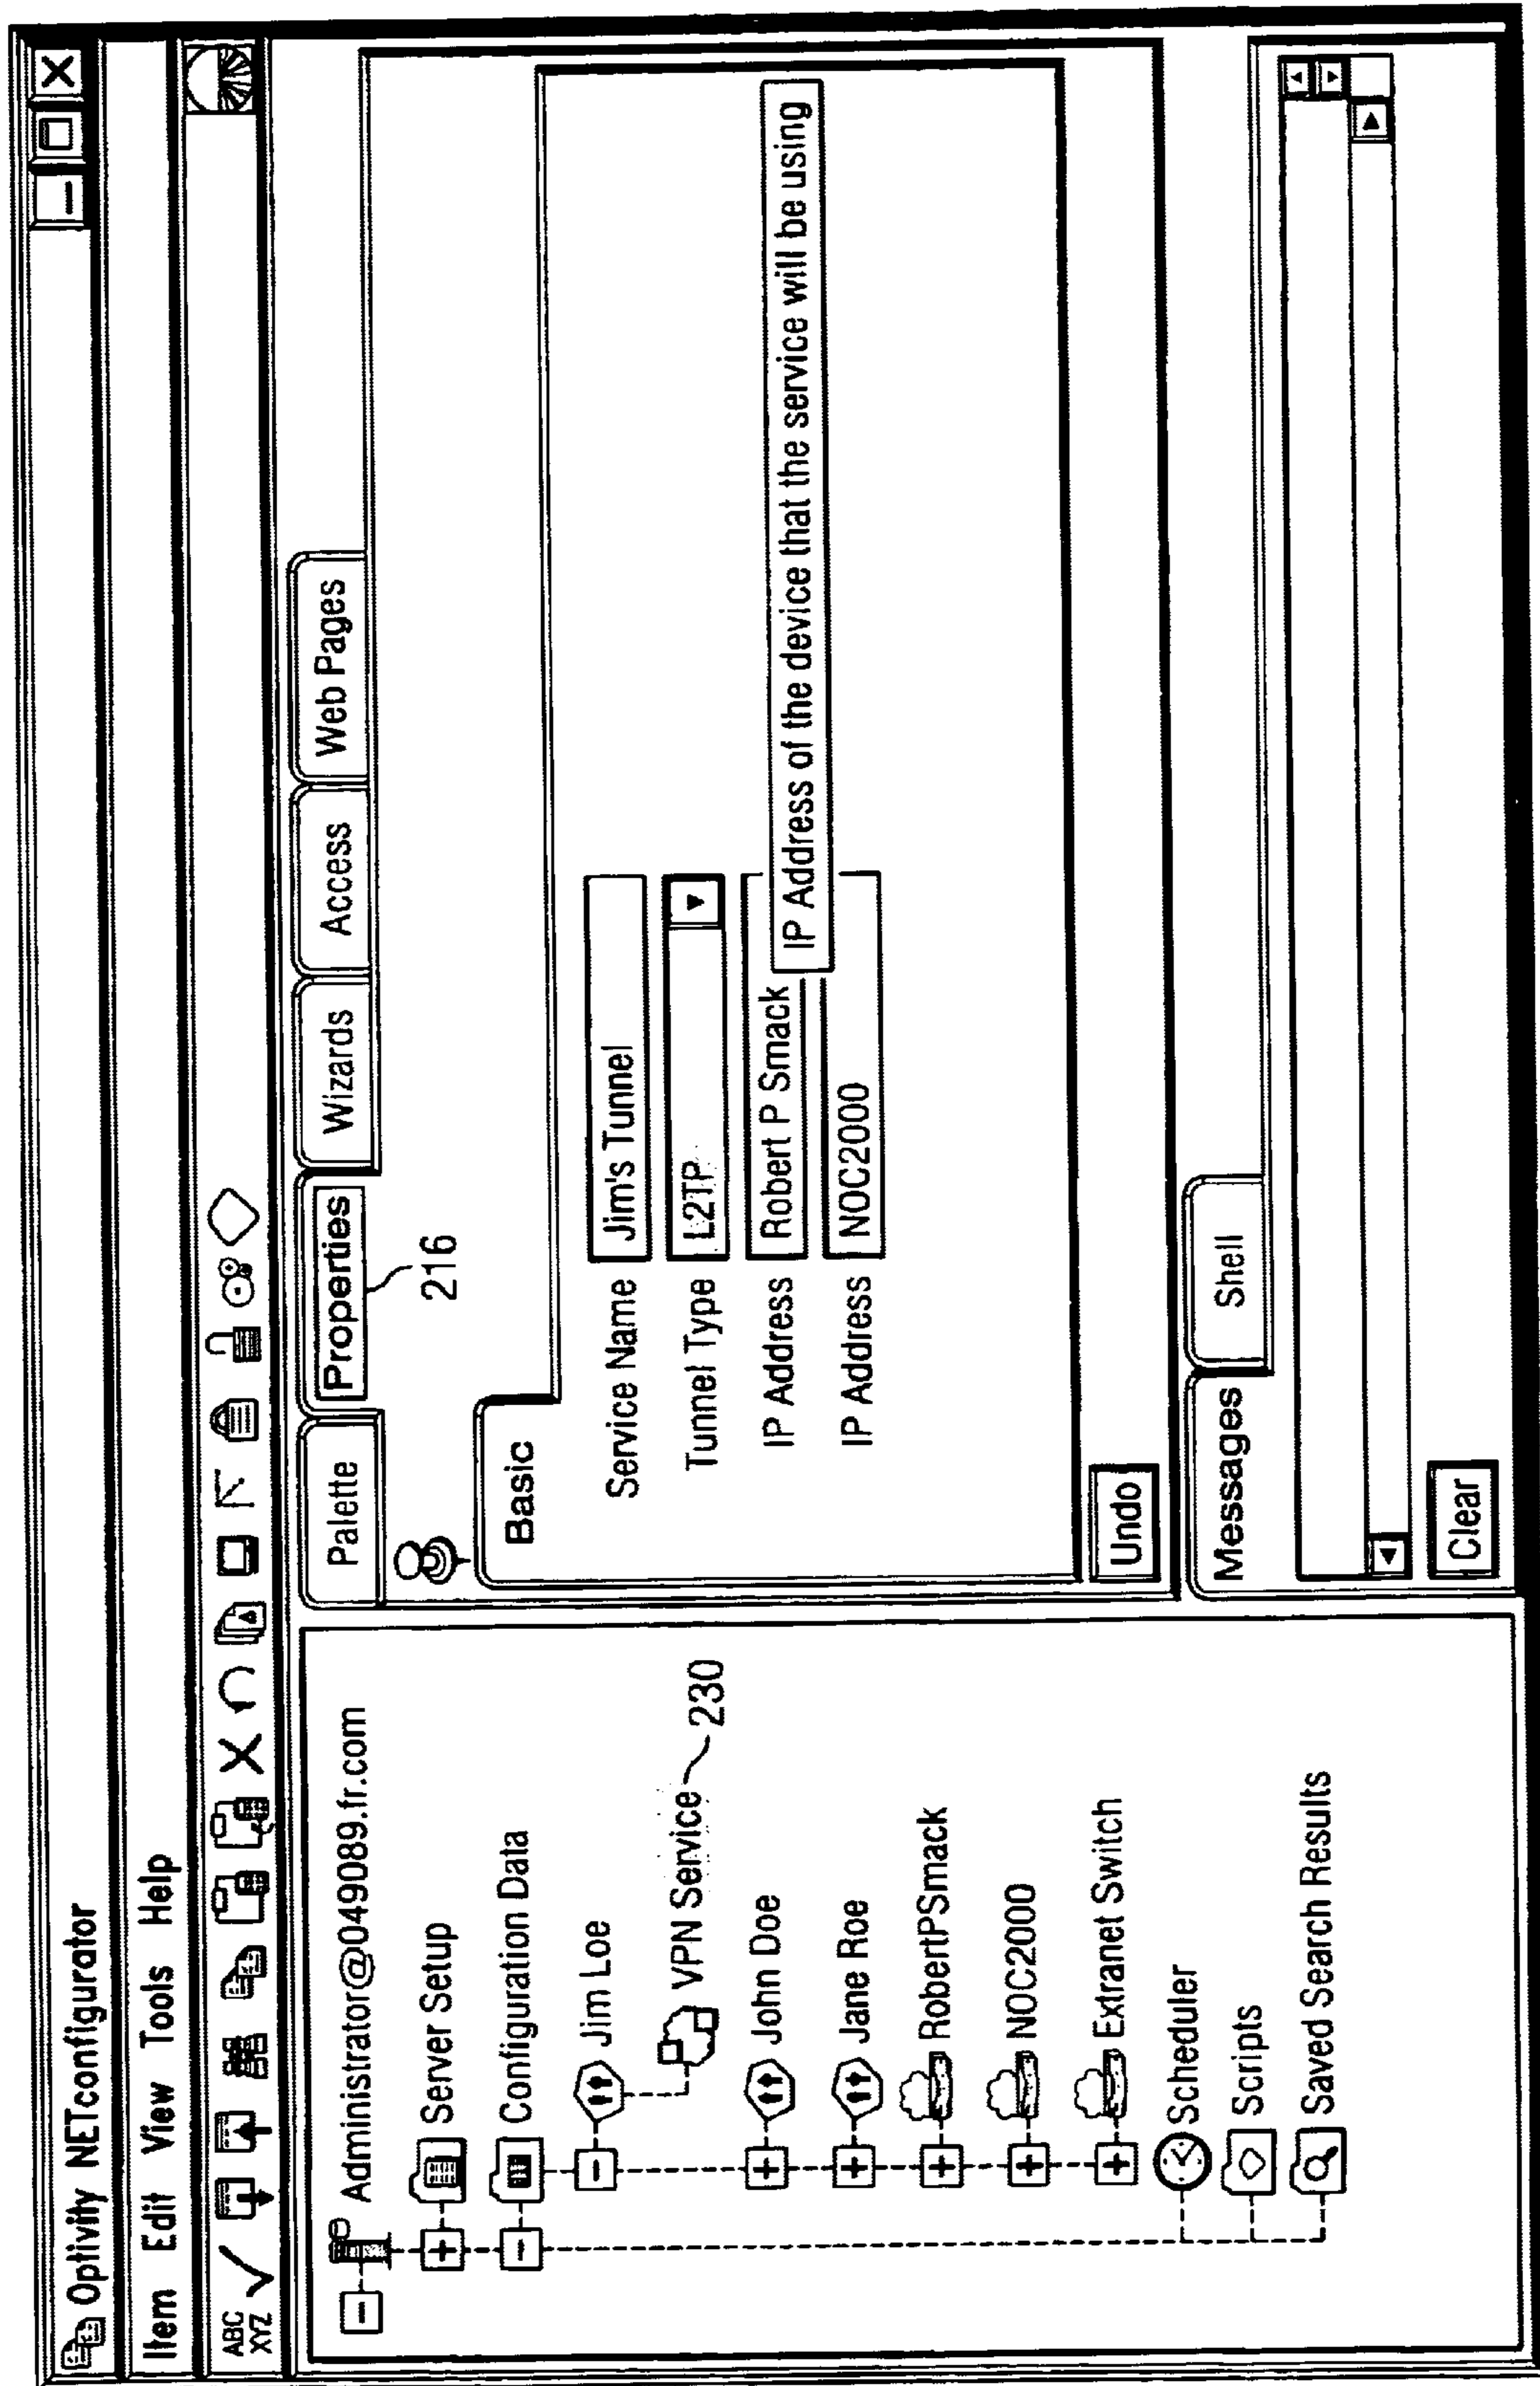 Optivity NETconfigurator
Item Edit View Tools Help
ABC
XYZ
Administrator@049089.fr.com
Server Setup
Configuration Data
Jim Loe
VPN Service 230
John Doe
Jane Roe
RobertPSmack
NOC2000
Extranet Switch
Scheduler
Scripts
Saved Search Results
Palette Properties Wizards Access Web Pages
216
Basic
Service Name Jim's Tunnel
Tunnel Type L2TP
IP Address Robert P Smack IP Address of the device that the service will be using
IP Address NOC2000
Undo
Messages Shell
Clear